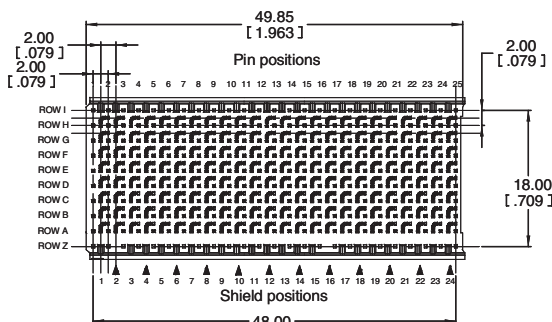 49.85
[ 1.963]
2.00
[ .079]
2.00
[ .079]
2.00
[ .079]
Pin positions
2 3 4 5 6 7 8 9 10 11 12 13 14 15 16 17 18 19 20 21 22 23 24 25
ROW I
ROW H
ROW G
ROW F
ROW E
ROW D
ROW C
ROW B
ROW A
ROW Z
18.00
[ .709]
1 2 3 4 5 6 7 8 9 10 11 12 13 14 15 16 17 18 19 20 21 22 23 24
Shield positions
48.00